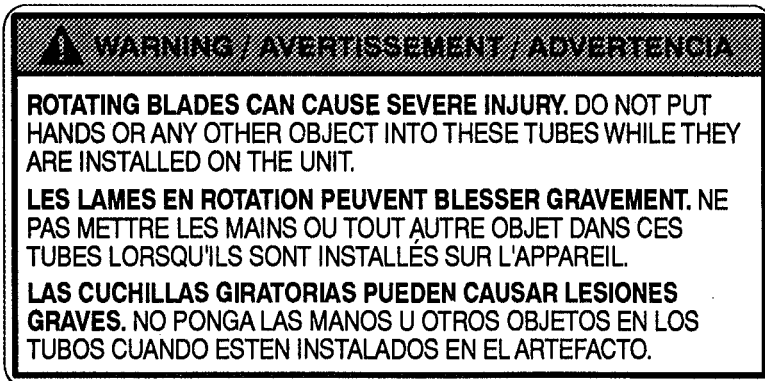 WARNING / AVERTISSEMENT / ADVERTENCIA
ROTATING BLADES CAN CAUSE SEVERE INJURY. DO NOT PUT
HANDS OR ANY OTHER OBJECT INTO THESE TUBES WHILE THEY
ARE INSTALLED ON THE UNIT.
LES LAMES EN ROTATION PEUVENT BLESSER GRAVEMENT. NE
PAS METTRE LES MAINS OU TOUT AUTRE OBJET DANS CES
TUBES LORSQU'ILS SONT INSTALLÉS SUR L'APPAREIL.
LAS CUCHILLAS GIRATORIAS PUEDEN CAUSAR LESIONES
GRAVES. NO PONGA LAS MANOS U OTROS OBJETOS EN LOS
TUBOS CUANDO ESTEN INSTALADOS EN EL ARTEFACTO.